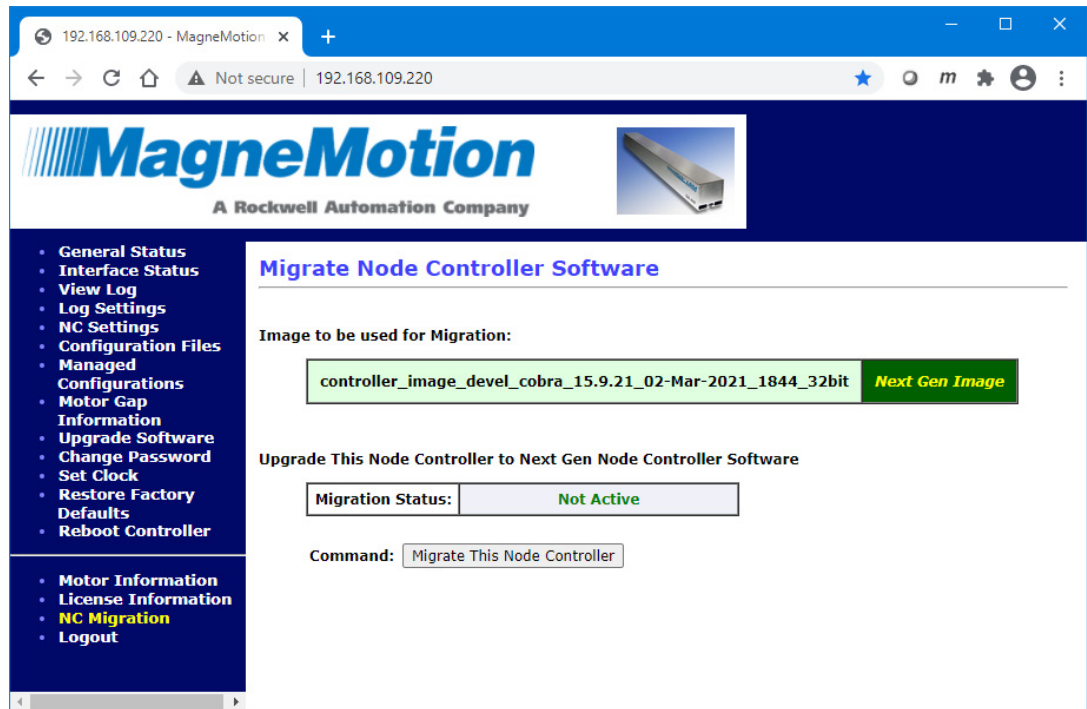 192.168.109.220 - MagneMotion
Not secure | 192.168.109.220
MagneMotion
A Rockwell Automation Company
General Status
Interface Status
View Log
Log Settings
NC Settings
Configuration Files
Managed
Configurations
Motor Gap
Information
Upgrade Software
Change Password
Set Clock
Restore Factory
Defaults
Reboot Controller
Motor Information
License Information
NC Migration
Logout
Migrate Node Controller Software
Image to be used for Migration:
controller_image_devel_cobra_15.9.21_02-Mar-2021_1844_32bit Next Gen Image
Upgrade This Node Controller to Next Gen Node Controller Software
Migration Status: Not Active
Command: Migrate This Node Controller